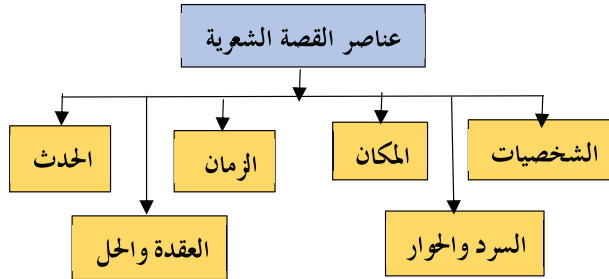 عناصر القصة الشعرية
الشخصيات
المكان
الزمان
الحدث
السرد والحوار
العقدة والحل